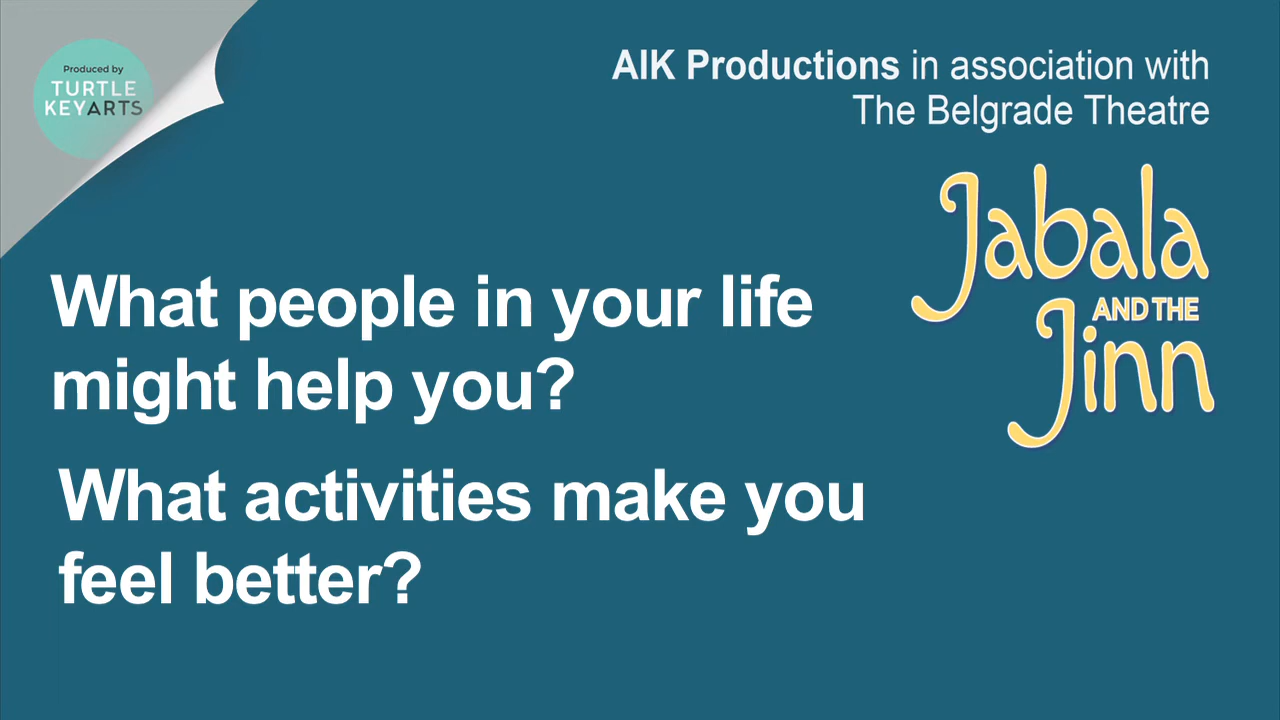 Produced by
TURTLE
KEYARTS
AIK Productions in association with
The Belgrade Theatre
Jabala
AND THE
Jinn
What people in your life
might help you?
What activities make you
feel better?